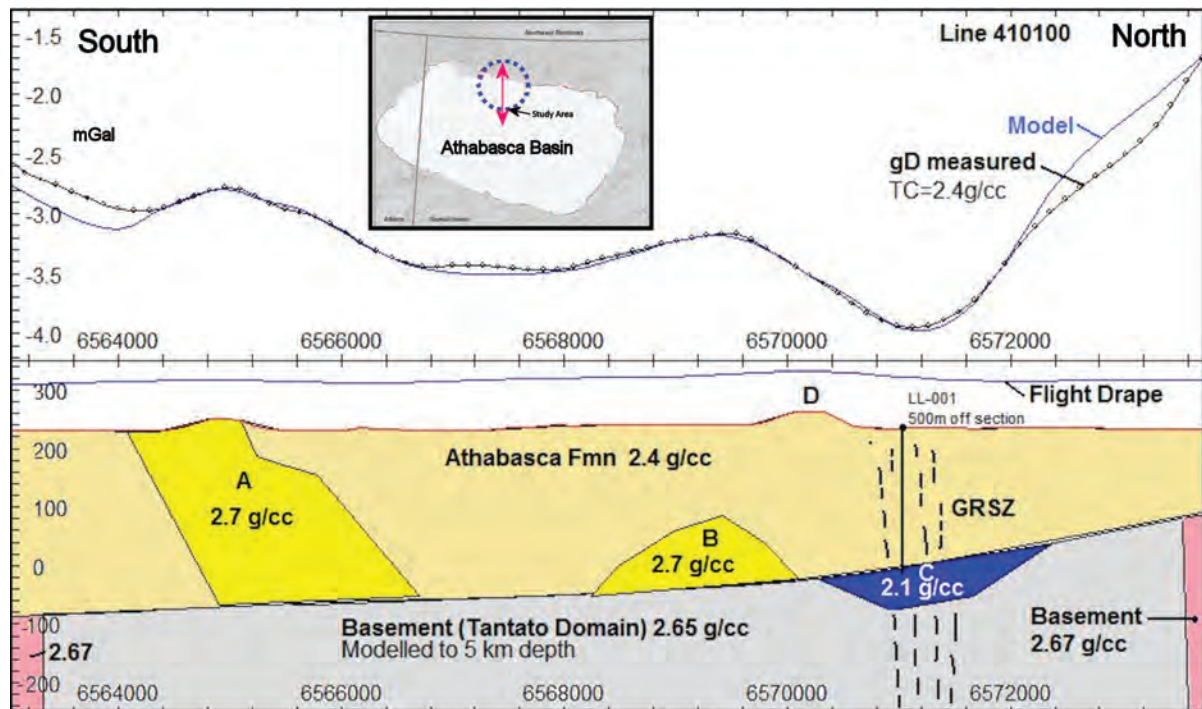 South
Line 410100
North
-1.5
-2.0
-2.5
-3.0
-3.5
-4.0
mGal
Study Area
Athabasca Basin
Model
gD measured
TC=2.4g/cc
6564000 6566000 6568000 6570000 6572000
300
200
100
0
-100
-200
Flight Drape
D
LL-001
500m off section
Athabasca Fmn 2.4 g/cc
A
2.7 g/cc
B
2.7 g/cc
GRSZ
C
2.1 g/cc
Basement (Tantato Domain) 2.65 g/cc
Modelled to 5 km depth
2.67
Basement
2.67 g/cc
6564000 6566000 6568000 6570000 6572000